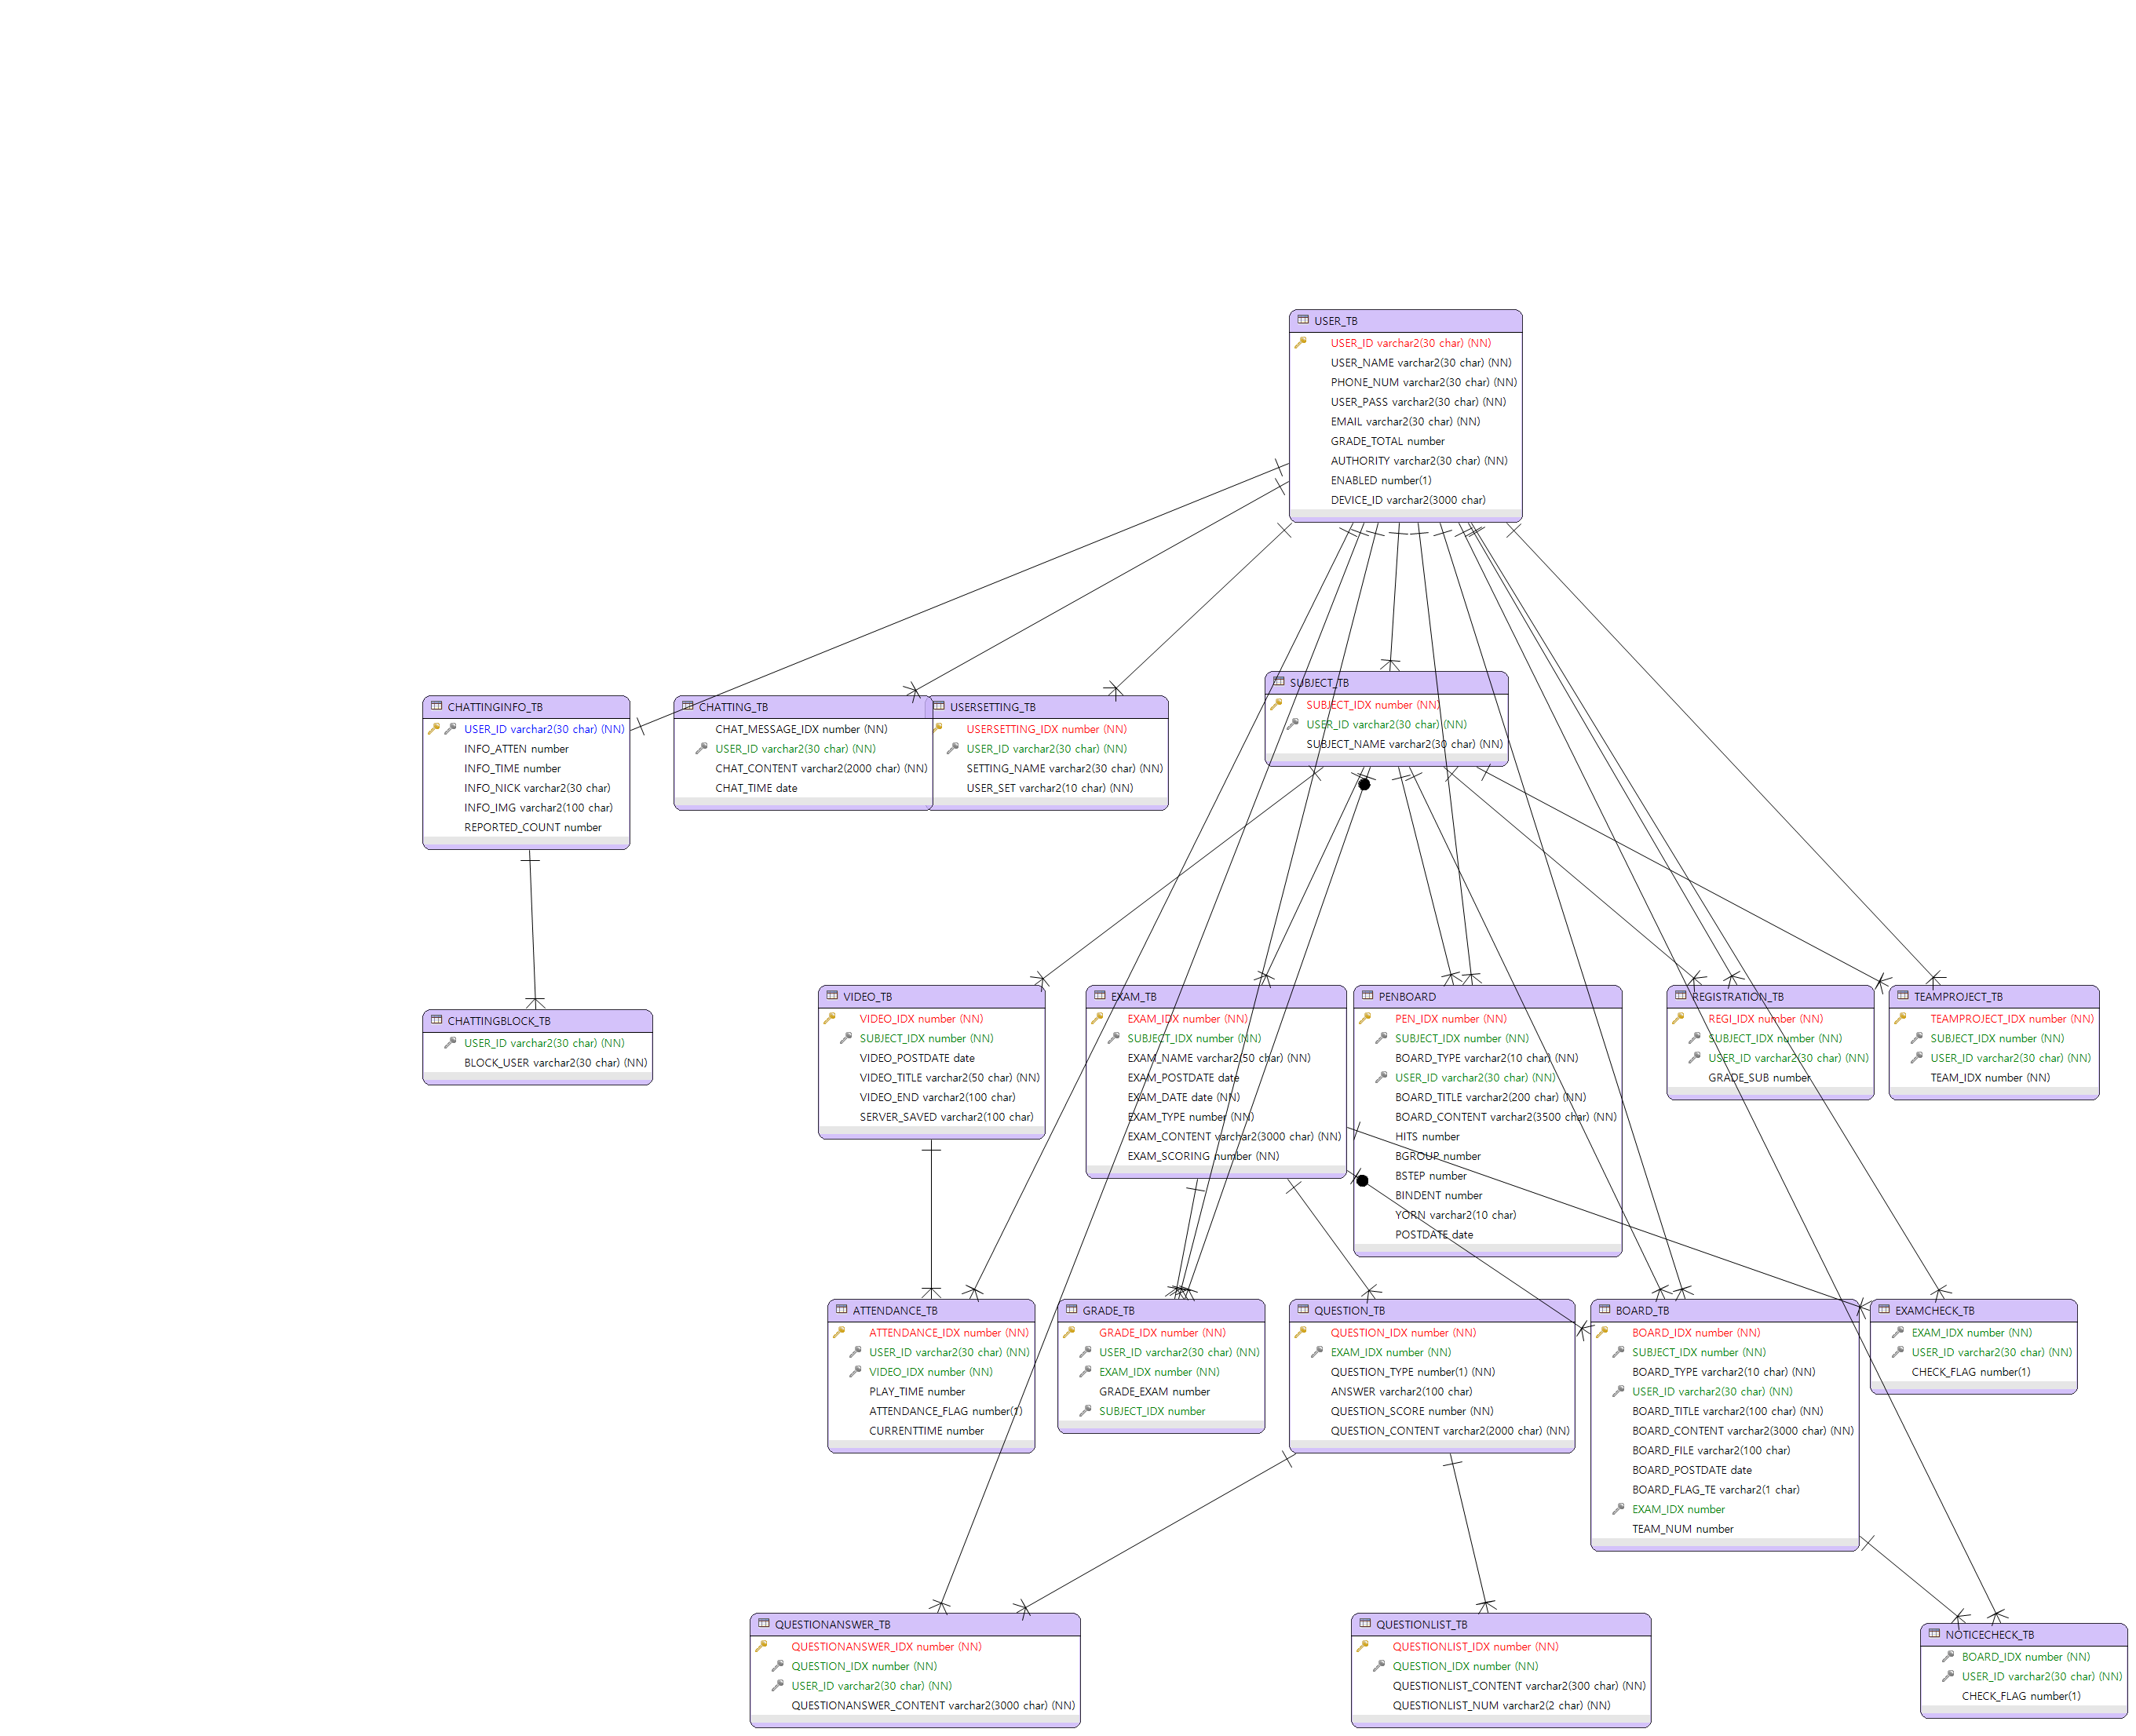 USER_TB
USER_ID varchar2(30 char) (NN)
USER_NAME varchar2(30 char) (NN)
PHONE_NUM varchar2(30 char) (NN)
USER_PASS varchar2(30 char) (NN)
EMAIL varchar2(30 char) (NN)
GRADE_TOTAL number
AUTHORITY varchar2(30 char) (NN)
ENABLED number(1)
DEVICE_ID varchar2(3000 char)
CHATTINGINFO_TB
USER_ID varchar2(30 char) (NN)
INFO_ATTEN number
INFO_TIME number
INFO_NICK varchar2(30 char)
INFO_IMG varchar2(100 char)
REPORTED_COUNT number
CHATTING_TB
CHAT_MESSAGE_IDX number (NN)
USER_ID varchar2(30 char) (NN)
CHAT_CONTENT varchar2(2000 char) (NN)
CHAT_TIME date
USERSETTING_TB
USERSETTING_IDX number (NN)
USER_ID varchar2(30 char) (NN)
SETTING_NAME varchar2(30 char) (NN)
USER_SET varchar2(10 char) (NN)
SUBJECT_TB
SUBJECT_IDX number (NN)
USER_ID varchar2(30 char) (NN)
SUBJECT_NAME varchar2(30 char) (NN)
CHATTINGBLOCK_TB
USER_ID varchar2(30 char) (NN)
BLOCK_USER varchar2(30 char) (NN)
VIDEO_TB
VIDEO_IDX number (NN)
SUBJECT_IDX number (NN)
VIDEO_POSTDATE date
VIDEO_TITLE varchar2(50 char) (NN)
VIDEO_END varchar2(100 char)
SERVER_SAVED varchar2(100 char)
EXAM_TB
EXAM_IDX number (NN)
SUBJECT_IDX number (NN)
EXAM_NAME varchar2(50 char) (NN)
EXAM_POSTDATE date
EXAM_DATE date (NN)
EXAM_TYPE number (NN)
EXAM_CONTENT varchar2(3000 char) (NN)
EXAM_SCORING number (NN)
PENBOARD
PEN_IDX number (NN)
SUBJECT_IDX number (NN)
BOARD_TYPE varchar2(10 char) (NN)
USER_ID varchar2(30 char) (NN)
BOARD_TITLE varchar2(200 char) (NN)
BOARD_CONTENT varchar2(3500 char) (NN)
HITS number
BGROUP number
BSTEP number
BINDENT number
YORN varchar2(10 char)
POSTDATE date
REGISTRATION_TB
REGI_IDX number (NN)
SUBJECT_IDX number (NN)
USER_ID varchar2(30 char) (NN)
GRADE_SUB number
TEAMPROJECT_TB
TEAMPROJECT_IDX number (NN)
SUBJECT_IDX number (NN)
USER_ID varchar2(30 char) (NN)
TEAM_IDX number (NN)
ATTENDANCE_TB
ATTENDANCE_IDX number (NN)
USER_ID varchar2(30 char) (NN)
VIDEO_IDX number (NN)
PLAY_TIME number
ATTENDANCE_FLAG number(1)
CURRENTTIME number
GRADE_TB
GRADE_IDX number (NN)
USER_ID varchar2(30 char) (NN)
EXAM_IDX number (NN)
GRADE_EXAM number
SUBJECT_IDX number
QUESTION_TB
QUESTION_IDX number (NN)
EXAM_IDX number (NN)
QUESTION_TYPE number(1) (NN)
ANSWER varchar2(100 char)
QUESTION_SCORE number (NN)
QUESTION_CONTENT varchar2(2000 char) (NN)
BOARD_TB
BOARD_IDX number (NN)
SUBJECT_IDX number (NN)
BOARD_TYPE varchar2(10 char) (NN)
USER_ID varchar2(30 char) (NN)
BOARD_TITLE varchar2(100 char) (NN)
BOARD_CONTENT varchar2(3000 char) (NN)
BOARD_FILE varchar2(100 char)
BOARD_POSTDATE date
BOARD_FLAG_TE varchar2(1 char)
EXAM_IDX number
TEAM_NUM number
EXAMCHECK_TB
EXAM_IDX number (NN)
USER_ID varchar2(30 char) (NN)
CHECK_FLAG number(1)
QUESTIONANSWER_TB
QUESTIONANSWER_IDX number (NN)
QUESTION_IDX number (NN)
USER_ID varchar2(30 char) (NN)
QUESTIONANSWER_CONTENT varchar2(3000 char) (NN)
QUESTIONLIST_TB
QUESTIONLIST_IDX number (NN)
QUESTION_IDX number (NN)
QUESTIONLIST_CONTENT varchar2(300 char) (NN)
QUESTIONLIST_NUM varchar2(2 char) (NN)
NOTICECHECK_TB
BOARD_IDX number (NN)
USER_ID varchar2(30 char) (NN)
CHECK_FLAG number(1)